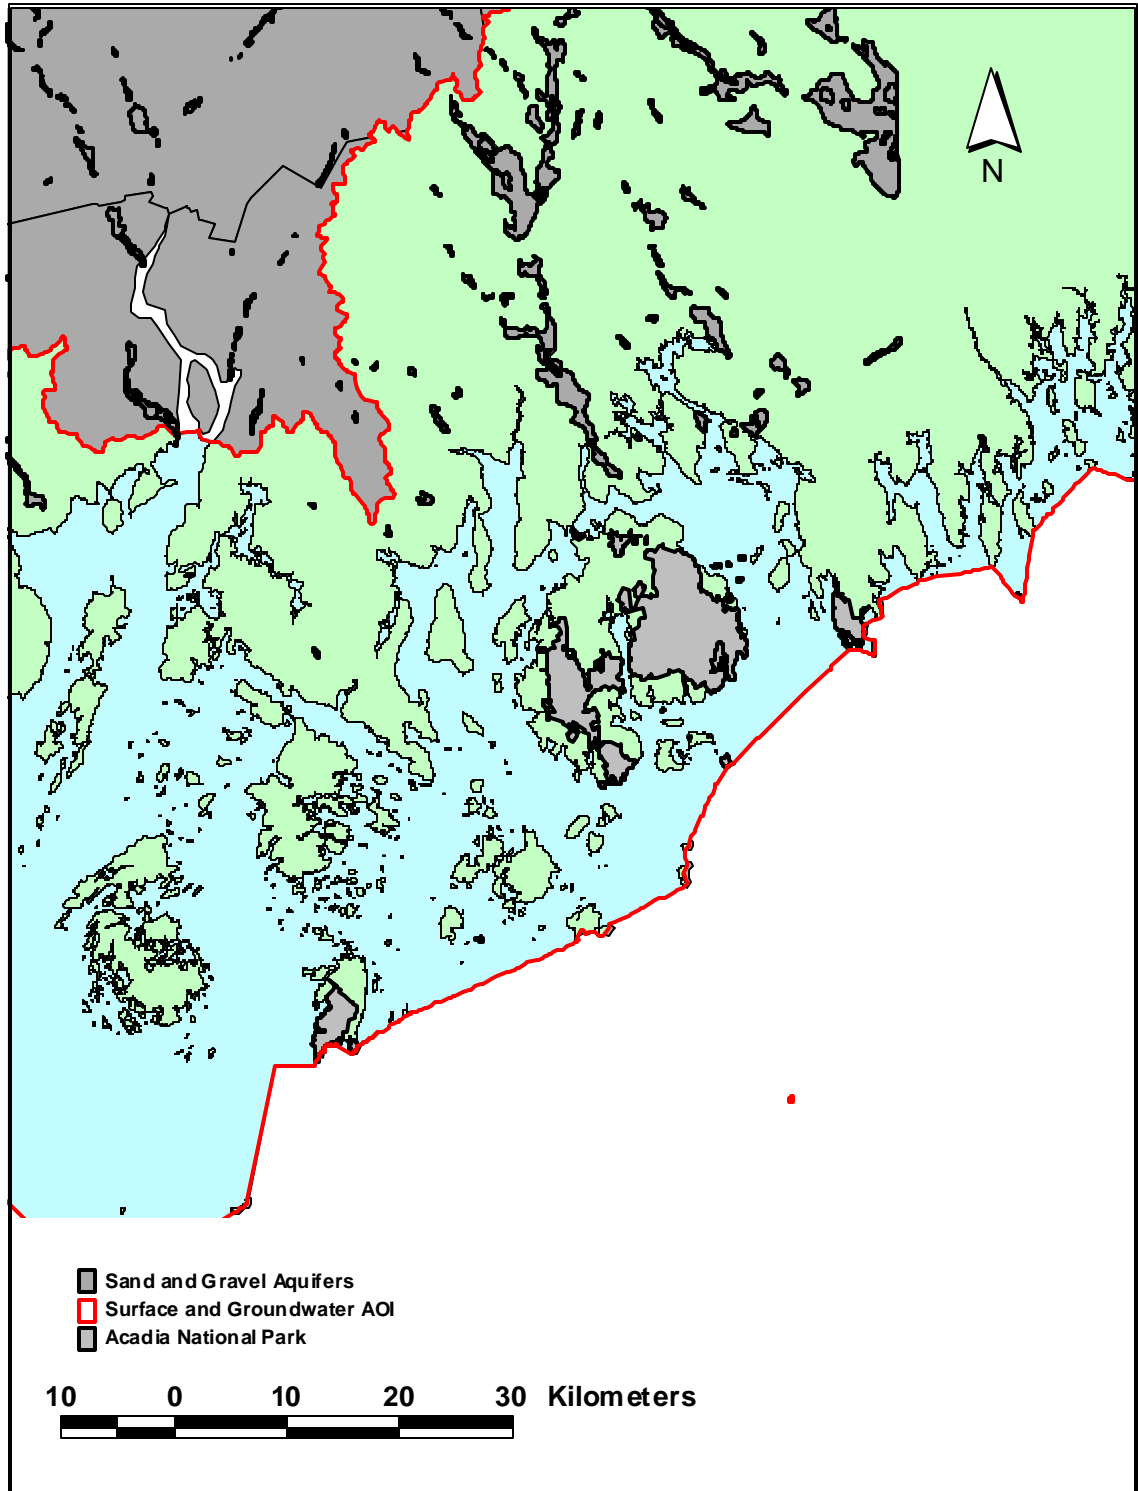 N
Sand and Gravel Aquifers
Surface and Groundwater AOI
Acadia National Park
10 0 10 20 30 Kilometers